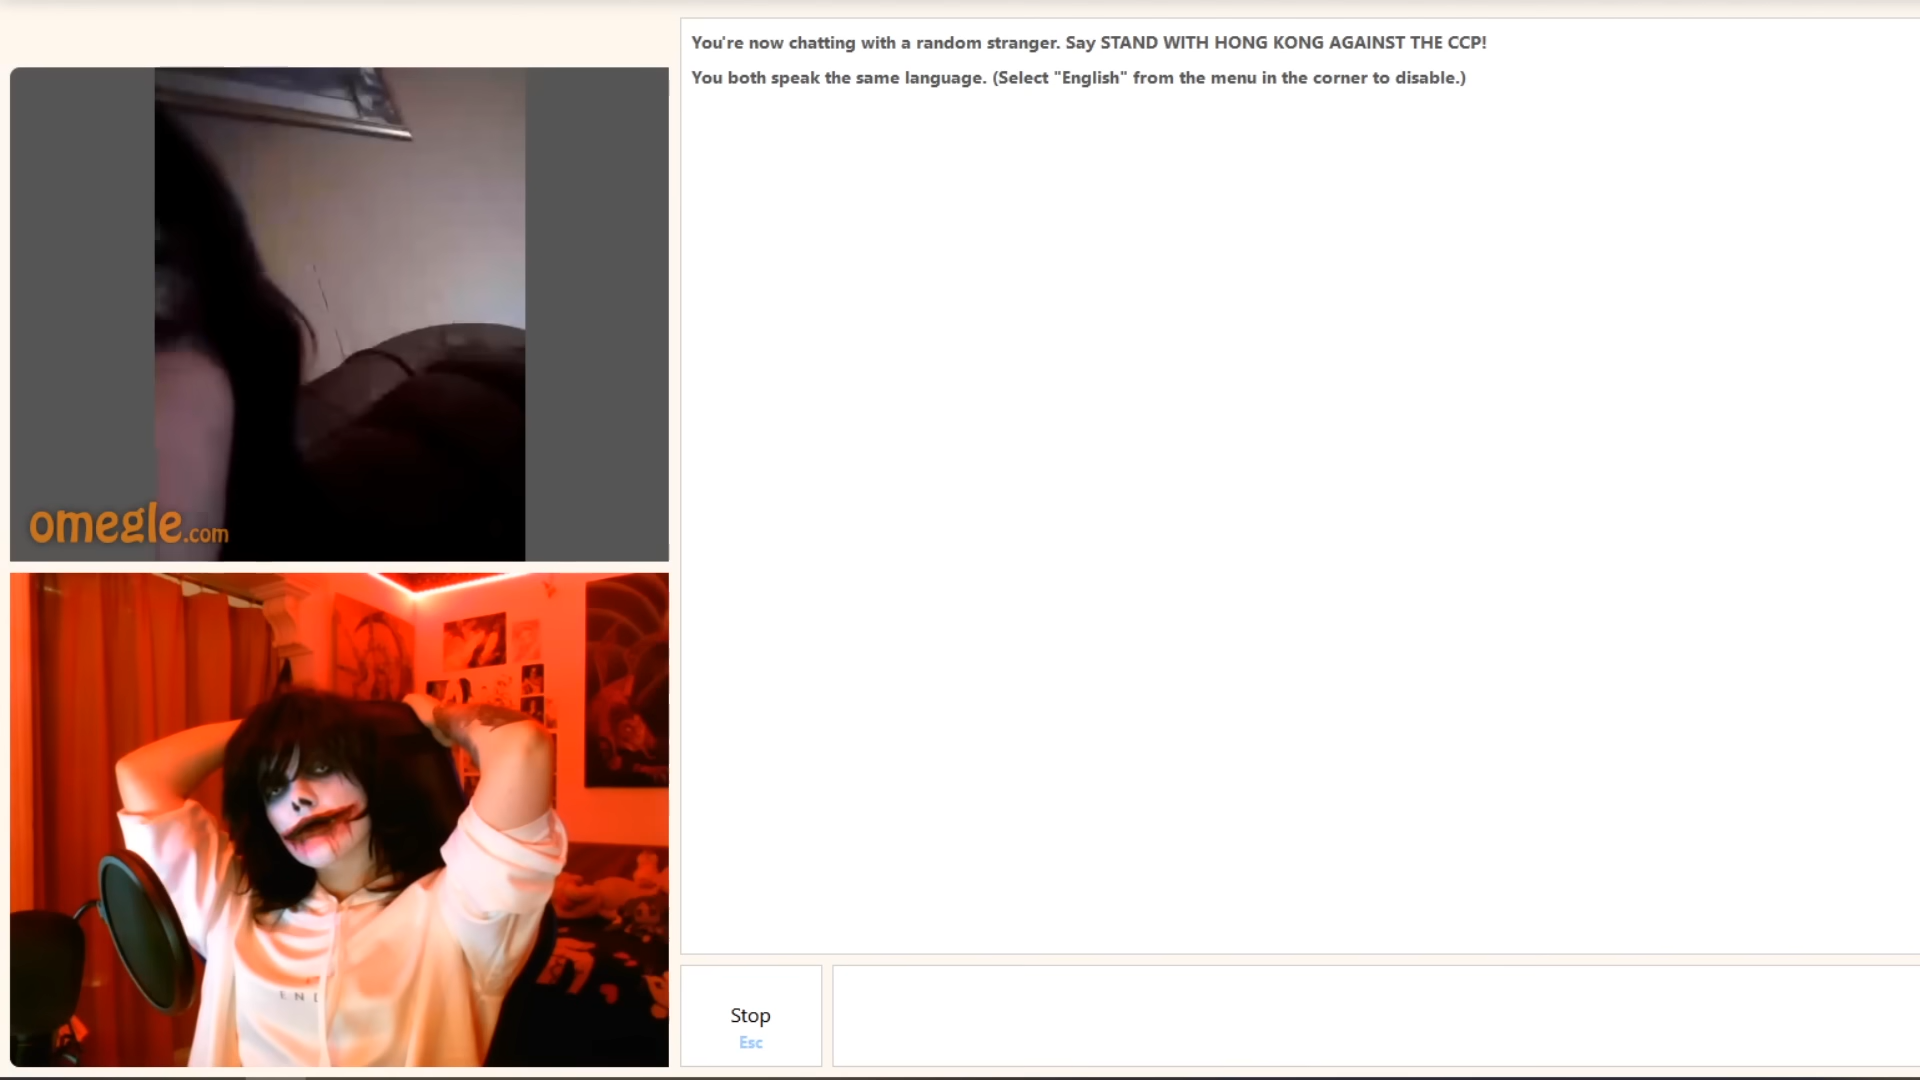 You're now chatting with a random stranger. Say STAND WITH HONG KONG AGAINST THE CCP!
You both speak the same language. (Select "English" from the menu in the corner to disable.)
omegle.com
Stop
Esc